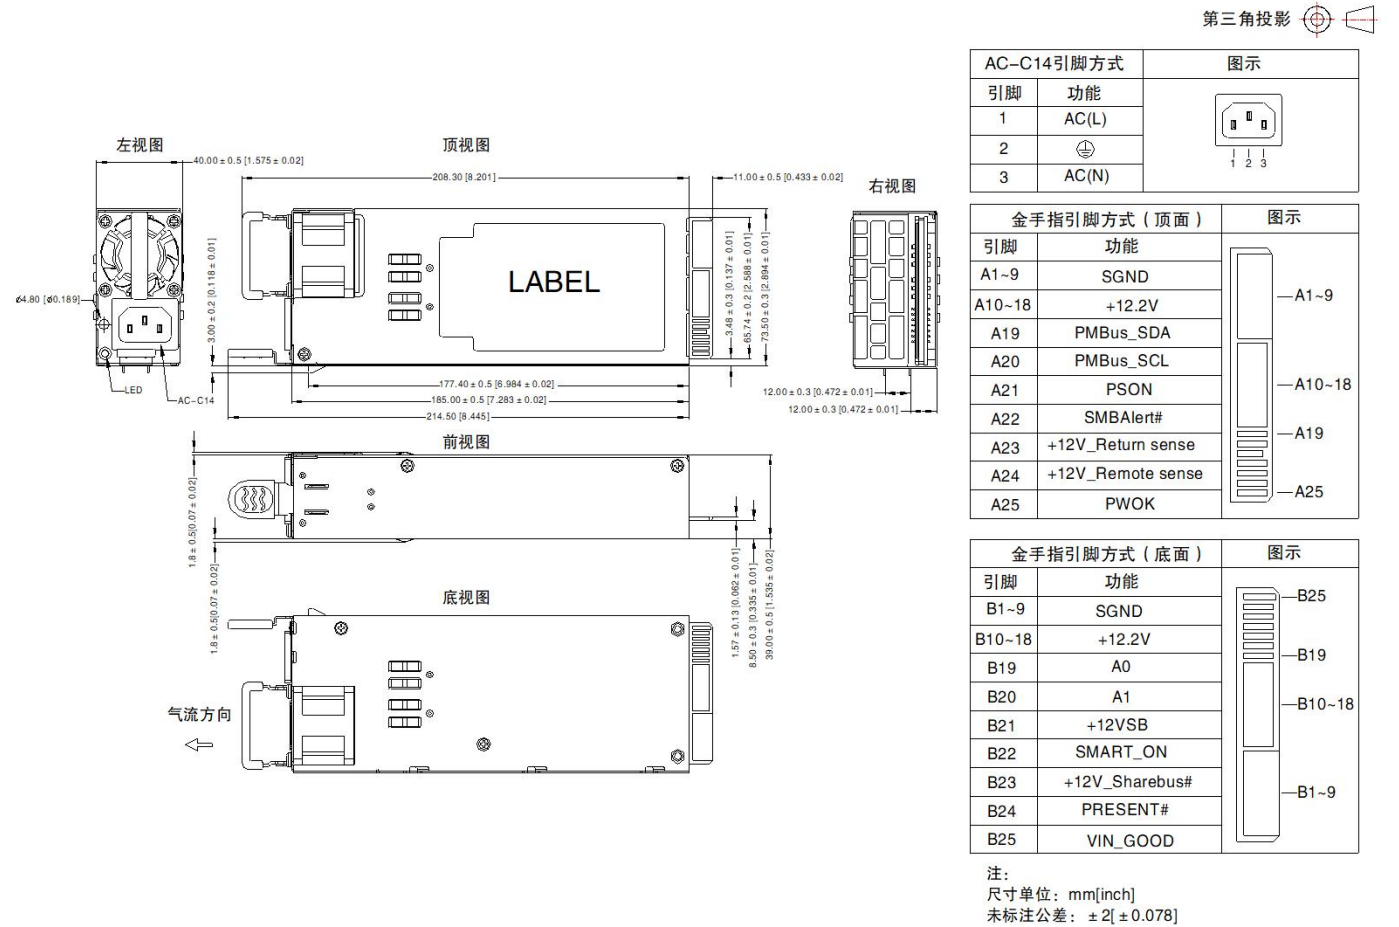 第三角投影
左视图
40.00±0.5 [1.575±0.02]
ø4.80 [ø0.189]
LED
AC-C14
顶视图
208.30 [8.201]
11.00±0.5 [0.433±0.02]
3.00±0.2 [0.118±0.01]
LABEL
3.48±0.3 [0.137±0.01]
65.74±0.2 [2.588±0.01]
73.50±0.3 [2.894±0.01]
177.40±0.5 [6.984±0.02]
185.00±0.5 [7.283±0.02]
214.50 [8.445]
右视图
12.00±0.3 [0.472±0.01]
12.00±0.3 [0.472±0.01]
前视图
1.8±0.5[0.07±0.02]
1.8±0.5[0.07±0.02]
1.57±0.13 [0.062±0.01]
8.50±0.3 [0.335±0.01]
39.00±0.5 [1.535±0.02]
底视图
气流方向
AC-C14引脚方式 图示
引脚 功能
1 AC(L)
2
3 AC(N)
1 2 3
金手指引脚方式（顶面） 图示
引脚 功能
A1~9 SGND
A10~18 +12.2V
A19 PMBus_SDA
A20 PMBus_SCL
A21 PSON
A22 SMBAlert#
A23 +12V_Return sense
A24 +12V_Remote sense
A25 PWOK
A1~9
A10~18
A19
A25
金手指引脚方式（底面） 图示
引脚 功能
B1~9 SGND
B10~18 +12.2V
B19 A0
B20 A1
B21 +12VSB
B22 SMART_ON
B23 +12V_Sharebus#
B24 PRESENT#
B25 VIN_GOOD
B25
B19
B10~18
B1~9
注：
尺寸单位：mm[inch]
未标注公差：±2[±0.078]